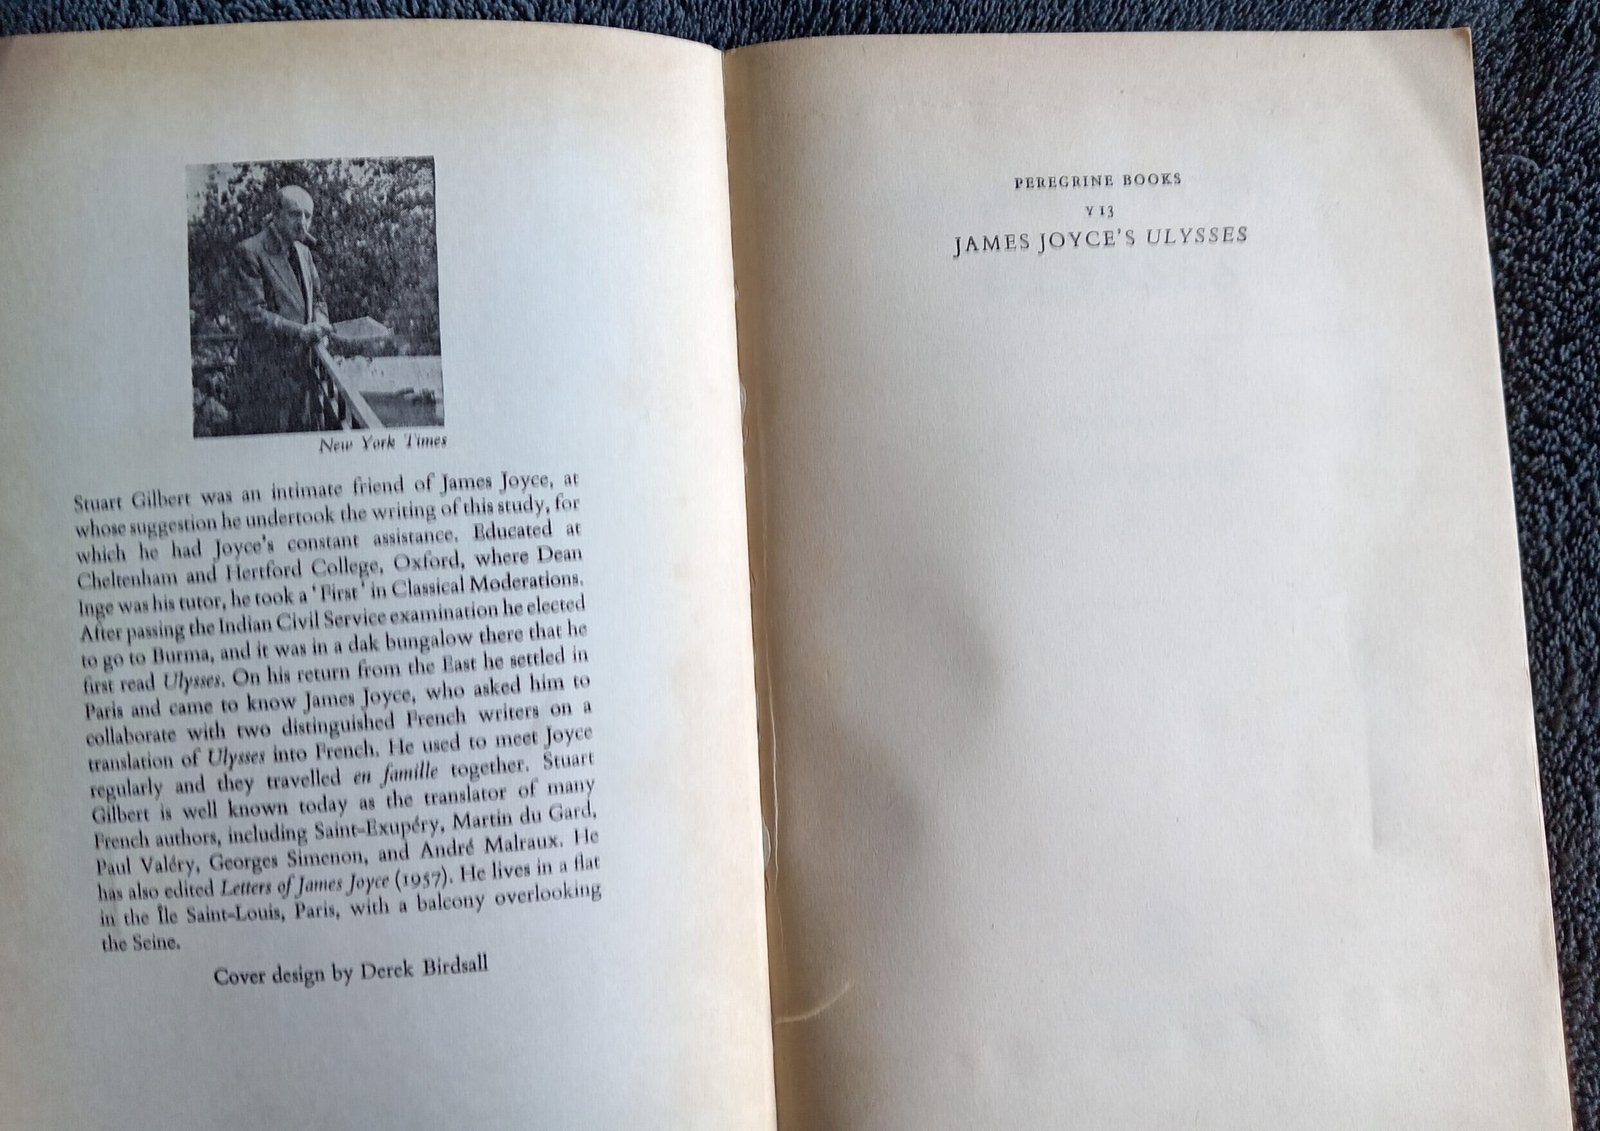 New York Times
Stuart Gilbert was an intimate friend of James Joyce, at
whose suggestion he undertook the writing of this study, for
which he had Joyce's constant assistance. Educated at
Cheltenham and Hertford College, Oxford, where Dean
Inge was his tutor, he took a 'First' in Classical Moderations.
After passing the Indian Civil Service examination he elected
to go to Burma, and it was in a dak bungalow there that he
first read Ulysses. On his return from the East he settled in
Paris and came to know James Joyce, who asked him to
collaborate with two distinguished French writers on a
translation of Ulysses into French. He used to meet Joyce
regularly and they travelled en famille together. Stuart
Gilbert is well known today as the translator of many
French authors, including Saint-Exupéry, Martin du Gard,
Paul Valéry, Georges Simenon, and André Malraux. He
has also edited Letters of James Joyce (1957). He lives in a flat
in the Île Saint-Louis, Paris, with a balcony overlooking
the Seine.
Cover design by Derek Birdsall
PEREGRINE BOOKS
Y 13
JAMES JOYCE'S ULYSSES